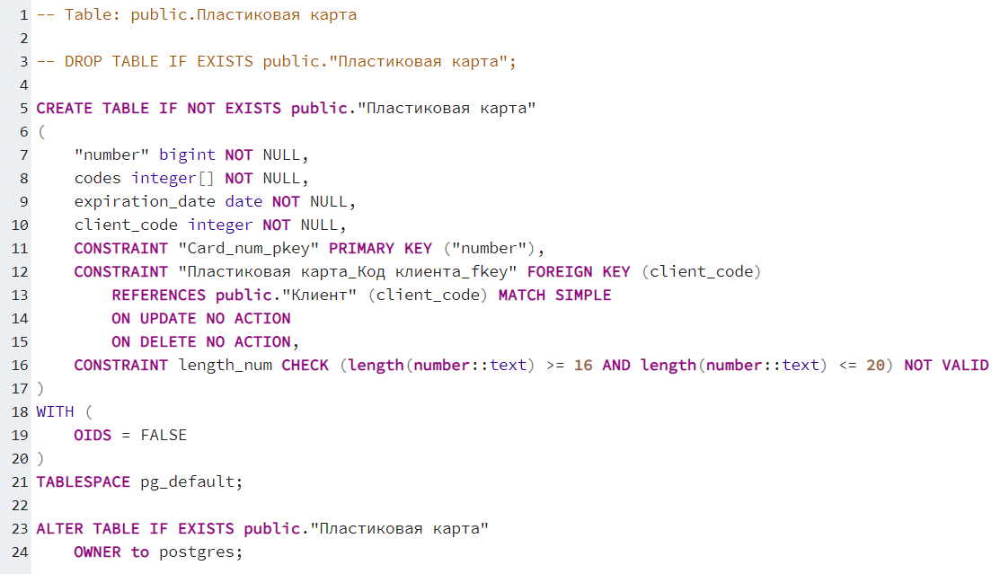 1 -- Table: public.Пластиковая карта
2
3 -- DROP TABLE IF EXISTS public."Пластиковая карта";
4
5 CREATE TABLE IF NOT EXISTS public."Пластиковая карта"
6 (
7     "number" bigint NOT NULL,
8     codes integer[] NOT NULL,
9     expiration_date date NOT NULL,
10     client_code integer NOT NULL,
11     CONSTRAINT "Card_num_pkey" PRIMARY KEY ("number"),
12     CONSTRAINT "Пластиковая карта_Код клиента_fkey" FOREIGN KEY (client_code)
13         REFERENCES public."Клиент" (client_code) MATCH SIMPLE
14         ON UPDATE NO ACTION
15         ON DELETE NO ACTION,
16     CONSTRAINT length_num CHECK (length(number::text) >= 16 AND length(number::text) <= 20) NOT VALID
17 )
18 WITH (
19     OIDS = FALSE
20 )
21 TABLESPACE pg_default;
22
23 ALTER TABLE IF EXISTS public."Пластиковая карта"
24     OWNER to postgres;